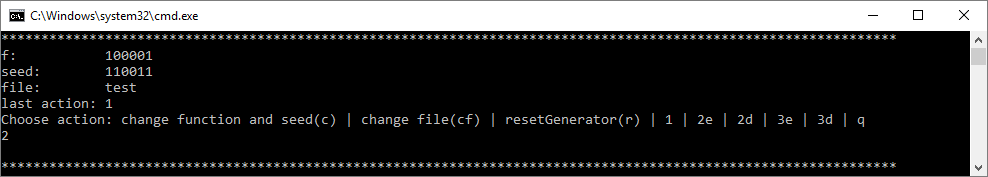 C:\Windows\system32\cmd.exe
****************************************************************************************************************
f: 100001
seed: 110011
file: test
last action: 1
Choose action: change function and seed(c) | change file(cf) | resetGenerator(r) | 1 | 2e | 2d | 3e | 3d | q
2
****************************************************************************************************************